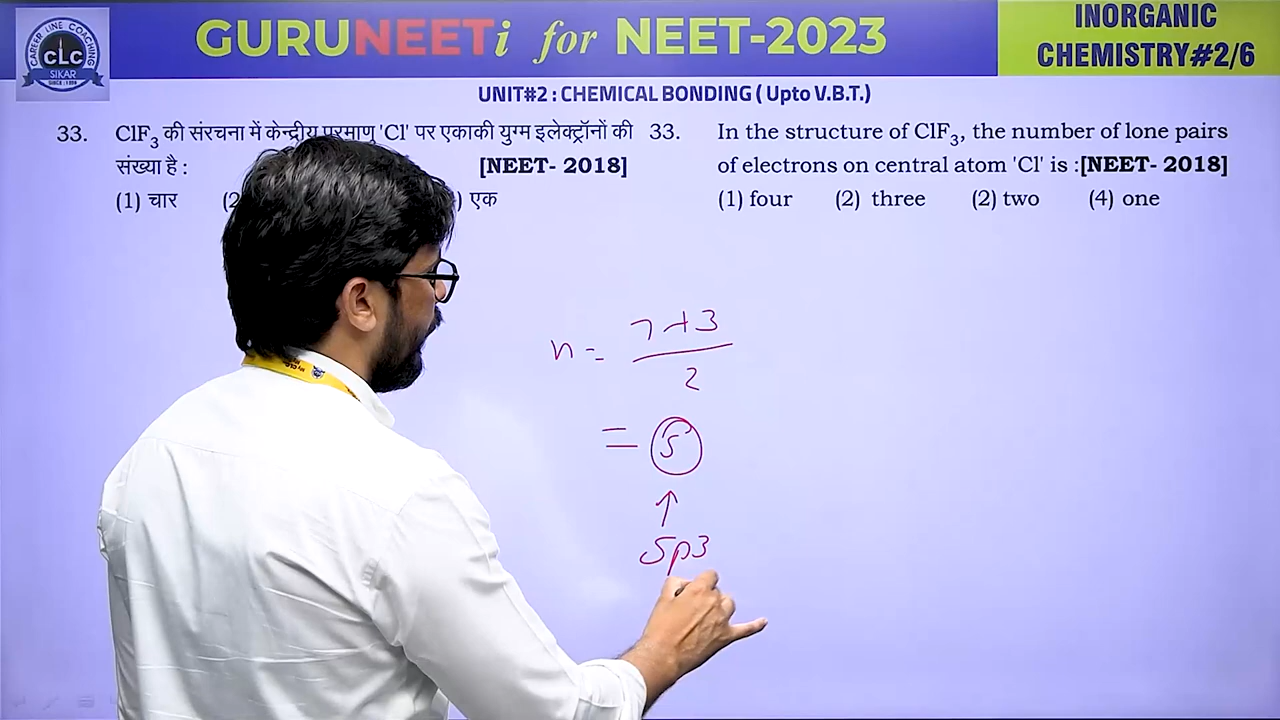 CAREER LINE COACHING
CLC
SIKAR
SINCE : 1996
GURUNEETi for NEET-2023
INORGANIC
CHEMISTRY#2/6
UNIT#2 : CHEMICAL BONDING ( Upto V.B.T.)
33. ClF3 की संरचना में केन्द्रीय परमाणु 'Cl' पर एकाकी युग्म इलेक्ट्रॉनों की
संख्या है : [NEET- 2018]
(1) चार (2 ) एक
33. In the structure of ClF3, the number of lone pairs
of electrons on central atom 'Cl' is :[NEET- 2018]
(1) four (2) three (2) two (4) one
n = 7+3
2
= 5
↑
Sp3